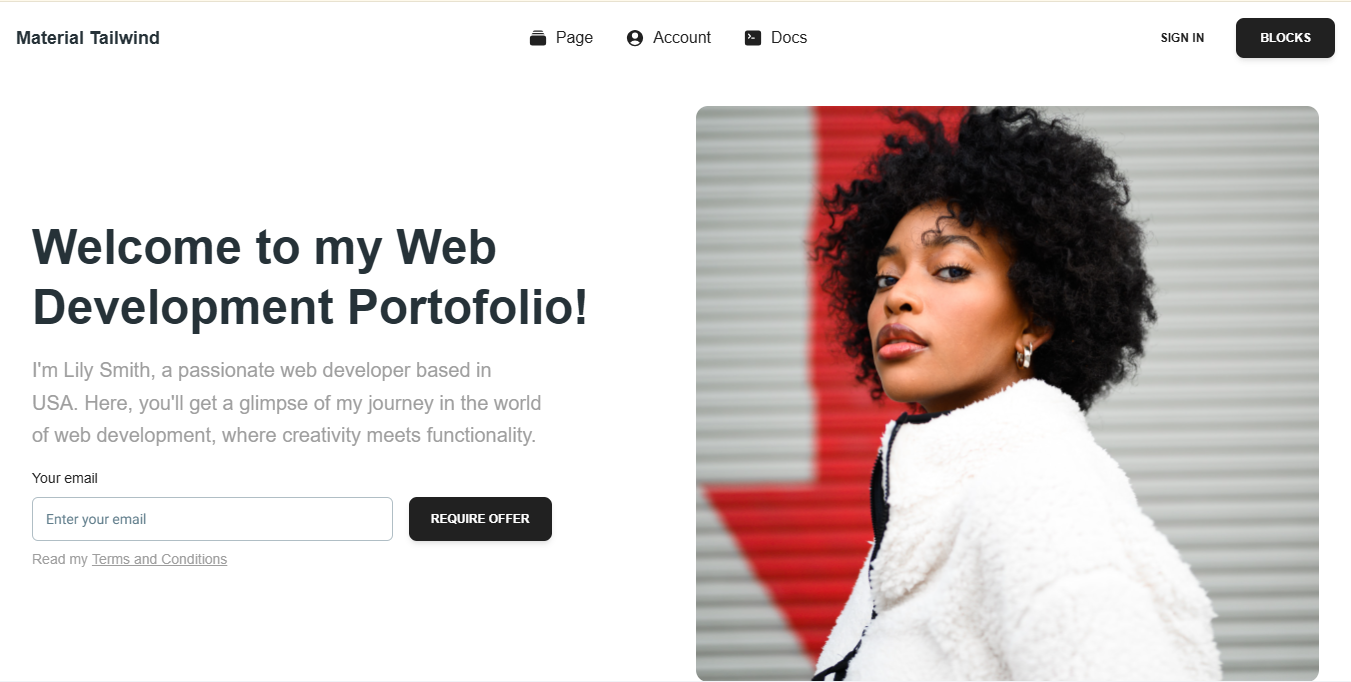 Material Tailwind
Page
Account
Docs
SIGN IN
BLOCKS
Welcome to my Web
Development Portofolio!
I'm Lily Smith, a passionate web developer based in
USA. Here, you'll get a glimpse of my journey in the world
of web development, where creativity meets functionality.
Your email
Enter your email
REQUIRE OFFER
Read my Terms and Conditions